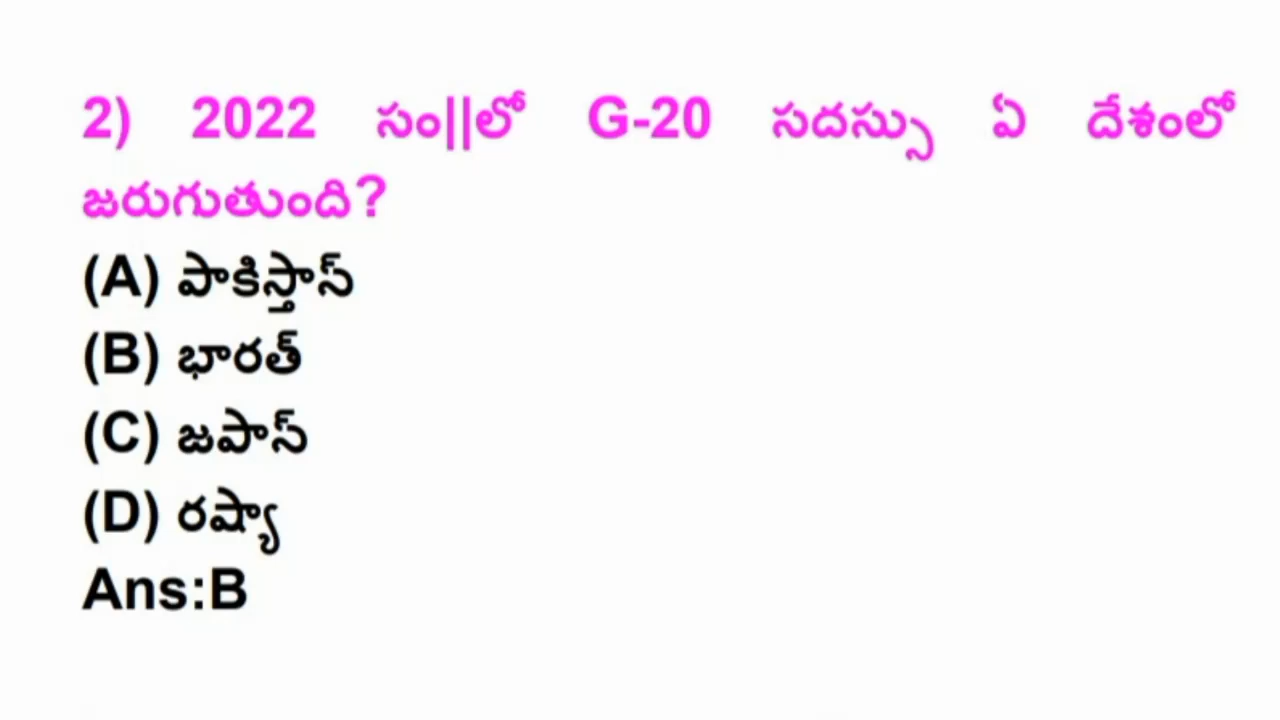 2) 2022 సం||లో G-20 సదస్సు ఏ దేశంలో
జరుగుతుంది?
(A) పాకిస్తాన్
(B) భారత్
(C) జపాన్
(D) రష్యా
Ans:B